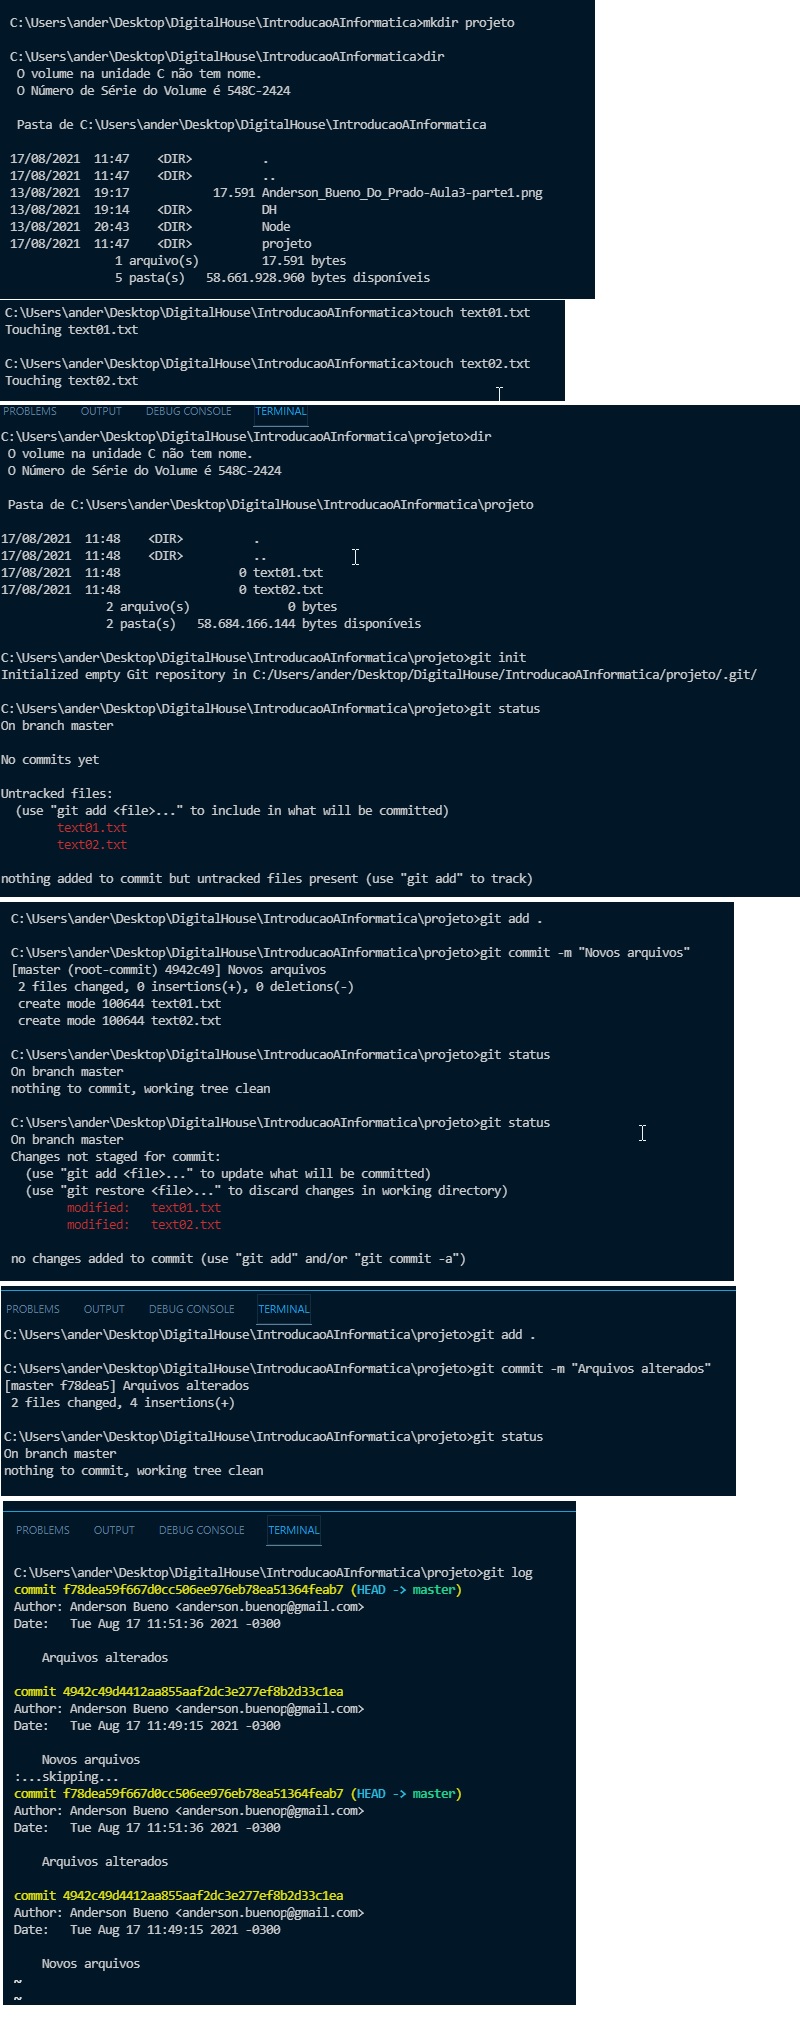 C:\Users\ander\Desktop\DigitalHouse\IntroducaoAInformatica>mkdir projeto
C:\Users\ander\Desktop\DigitalHouse\IntroducaoAInformatica>dir
O volume na unidade C não tem nome.
O Número de Série do Volume é 548C-2424
Pasta de C:\Users\ander\Desktop\DigitalHouse\IntroducaoAInformatica
17/08/2021  11:47    <DIR>          .
17/08/2021  11:47    <DIR>          ..
13/08/2021  19:17            17.591 Anderson_Bueno_Do_Prado-Aula3-parte1.png
13/08/2021  19:14    <DIR>          DH
13/08/2021  20:43    <DIR>          Node
17/08/2021  11:47    <DIR>          projeto
1 arquivo(s)         17.591 bytes
5 pasta(s)   58.661.928.960 bytes disponíveis
C:\Users\ander\Desktop\DigitalHouse\IntroducaoAInformatica>touch text01.txt
Touching text01.txt
C:\Users\ander\Desktop\DigitalHouse\IntroducaoAInformatica>touch text02.txt
Touching text02.txt
PROBLEMS OUTPUT DEBUG CONSOLE TERMINAL
C:\Users\ander\Desktop\DigitalHouse\IntroducaoAInformatica\projeto>dir
O volume na unidade C não tem nome.
O Número de Série do Volume é 548C-2424
Pasta de C:\Users\ander\Desktop\DigitalHouse\IntroducaoAInformatica\projeto
17/08/2021  11:48    <DIR>          .
17/08/2021  11:48    <DIR>          ..
17/08/2021  11:48                 0 text01.txt
17/08/2021  11:48                 0 text02.txt
2 arquivo(s)              0 bytes
2 pasta(s)   58.684.166.144 bytes disponíveis
C:\Users\ander\Desktop\DigitalHouse\IntroducaoAInformatica\projeto>git init
Initialized empty Git repository in C:/Users/ander/Desktop/DigitalHouse/IntroducaoAInformatica/projeto/.git/
C:\Users\ander\Desktop\DigitalHouse\IntroducaoAInformatica\projeto>git status
On branch master
No commits yet
Untracked files:
(use "git add <file>..." to include in what will be committed)
text01.txt
text02.txt
nothing added to commit but untracked files present (use "git add" to track)
C:\Users\ander\Desktop\DigitalHouse\IntroducaoAInformatica\projeto>git add .
C:\Users\ander\Desktop\DigitalHouse\IntroducaoAInformatica\projeto>git commit -m "Novos arquivos"
[master (root-commit) 4942c49] Novos arquivos
2 files changed, 0 insertions(+), 0 deletions(-)
create mode 100644 text01.txt
create mode 100644 text02.txt
C:\Users\ander\Desktop\DigitalHouse\IntroducaoAInformatica\projeto>git status
On branch master
nothing to commit, working tree clean
C:\Users\ander\Desktop\DigitalHouse\IntroducaoAInformatica\projeto>git status
On branch master
Changes not staged for commit:
(use "git add <file>..." to update what will be committed)
(use "git restore <file>..." to discard changes in working directory)
modified:   text01.txt
modified:   text02.txt
no changes added to commit (use "git add" and/or "git commit -a")
PROBLEMS OUTPUT DEBUG CONSOLE TERMINAL
C:\Users\ander\Desktop\DigitalHouse\IntroducaoAInformatica\projeto>git add .
C:\Users\ander\Desktop\DigitalHouse\IntroducaoAInformatica\projeto>git commit -m "Arquivos alterados"
[master f78dea5] Arquivos alterados
2 files changed, 4 insertions(+)
C:\Users\ander\Desktop\DigitalHouse\IntroducaoAInformatica\projeto>git status
On branch master
nothing to commit, working tree clean
PROBLEMS OUTPUT DEBUG CONSOLE TERMINAL
C:\Users\ander\Desktop\DigitalHouse\IntroducaoAInformatica\projeto>git log
commit f78dea59f667d0cc506ee976eb78ea51364feab7 (HEAD -> master)
Author: Anderson Bueno <anderson.buenop@gmail.com>
Date:   Tue Aug 17 11:51:36 2021 -0300
Arquivos alterados
commit 4942c49d4412aa855aaf2dc3e277ef8b2d33c1ea
Author: Anderson Bueno <anderson.buenop@gmail.com>
Date:   Tue Aug 17 11:49:15 2021 -0300
Novos arquivos
:...skipping...
commit f78dea59f667d0cc506ee976eb78ea51364feab7 (HEAD -> master)
Author: Anderson Bueno <anderson.buenop@gmail.com>
Date:   Tue Aug 17 11:51:36 2021 -0300
Arquivos alterados
commit 4942c49d4412aa855aaf2dc3e277ef8b2d33c1ea
Author: Anderson Bueno <anderson.buenop@gmail.com>
Date:   Tue Aug 17 11:49:15 2021 -0300
Novos arquivos
~
~